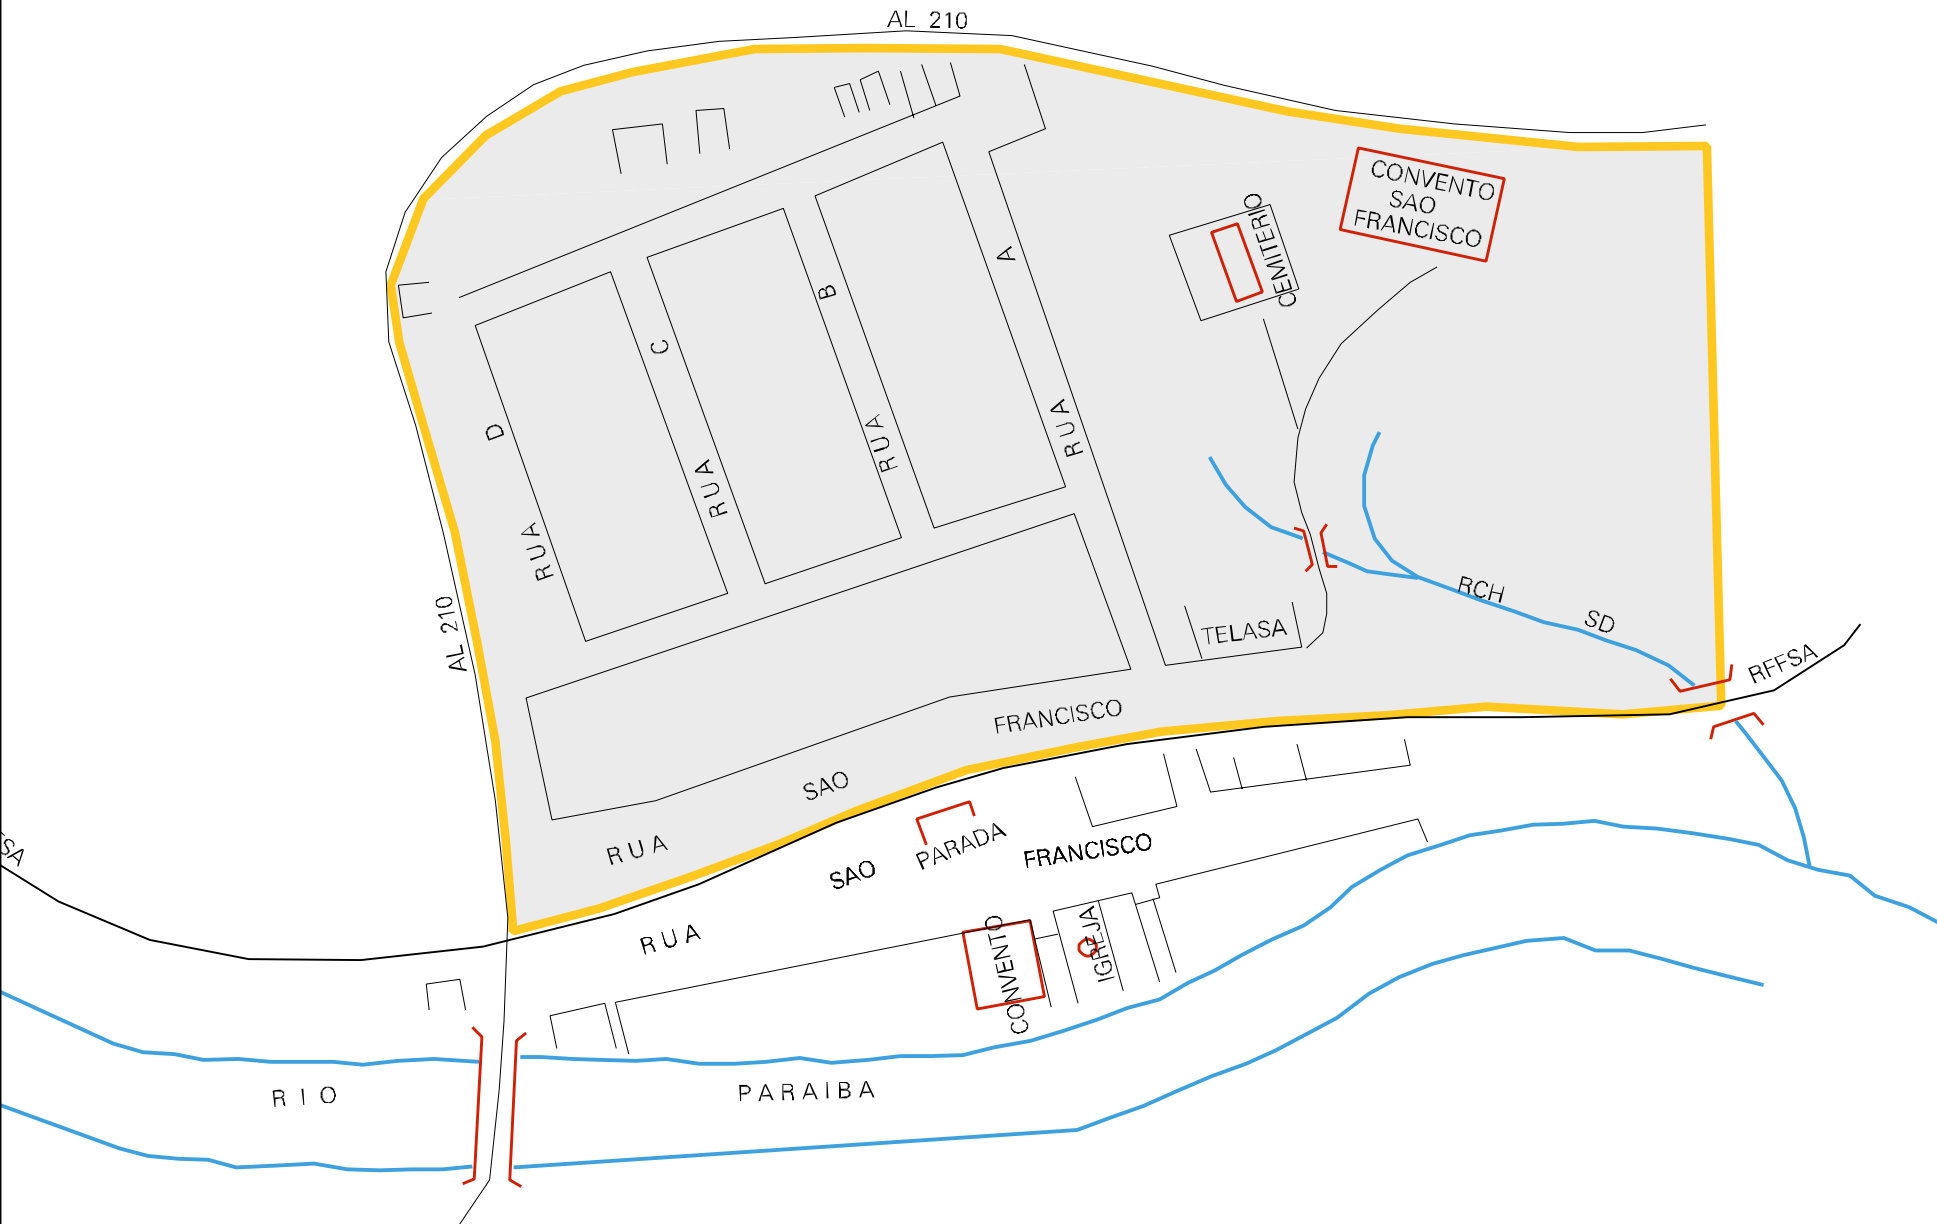 AL 210
CONVENTO
SAO
FRANCISCO
CEMITERIO
RUA A
RUA B
RUA C
RUA D
AL 210
TELASA
RCH SD
RFFSA
RUA SAO FRANCISCO
SA
PARADA
RUA SAO FRANCISCO
CONVENTO
IGREJA
RIO PARAIBA